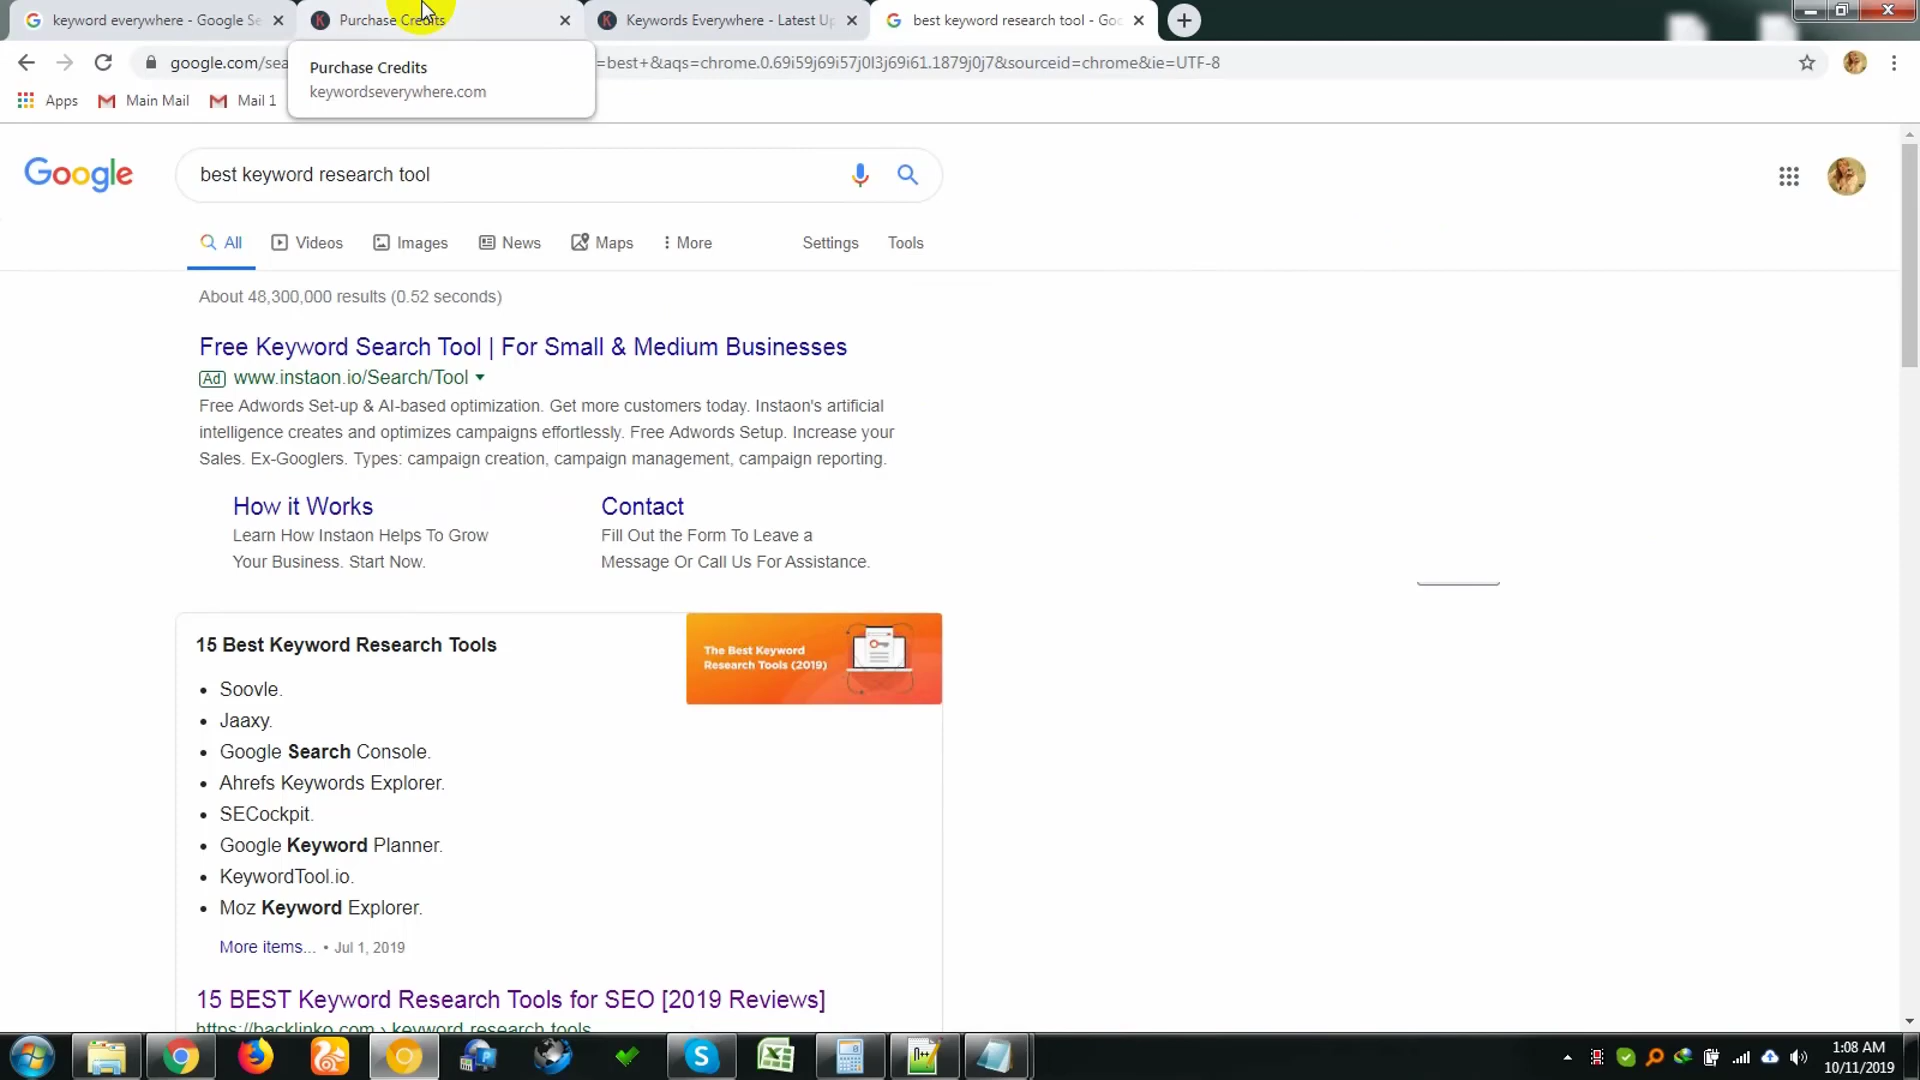 keyword everywhere - Google Se
Purchase Credits
Keywords Everywhere - Latest Up
best keyword research tool - Goo
google.com/sea
=best+&aqs=chrome.0.69i59j69i57j0l3j69i61.1879j0j7&sourceid=chrome&ie=UTF-8
Purchase Credits
keywordseverywhere.com
Apps
Main Mail
Mail 1
Google
best keyword research tool
All
Videos
Images
News
Maps
More
Settings
Tools
About 48,300,000 results (0.52 seconds)
Free Keyword Search Tool | For Small & Medium Businesses
Ad www.instaon.io/Search/Tool
Free Adwords Set-up & AI-based optimization. Get more customers today. Instaon's artificial
intelligence creates and optimizes campaigns effortlessly. Free Adwords Setup. Increase your
Sales. Ex-Googlers. Types: campaign creation, campaign management, campaign reporting.
How it Works
Learn How Instaon Helps To Grow
Your Business. Start Now.
Contact
Fill Out the Form To Leave a
Message Or Call Us For Assistance.
15 Best Keyword Research Tools
The Best Keyword
Research Tools (2019)
• Soovle.
• Jaaxy.
• Google Search Console.
• Ahrefs Keywords Explorer.
• SECockpit.
• Google Keyword Planner.
• KeywordTool.io.
• Moz Keyword Explorer.
More items... • Jul 1, 2019
15 BEST Keyword Research Tools for SEO [2019 Reviews]
https://backlinko.com › keyword-research-tools
1:08 AM
10/11/2019